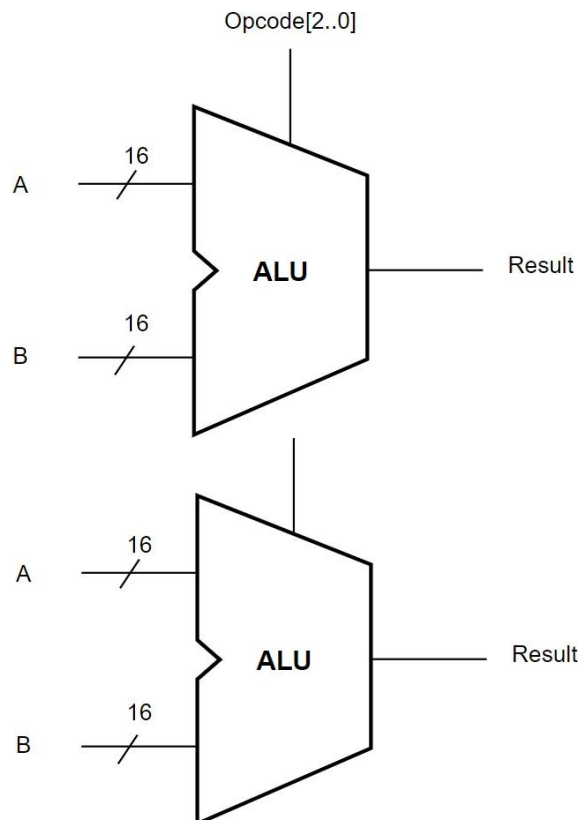 Opcode[2..0]
16
A
ALU
Result
16
B
16
A
ALU
Result
16
B